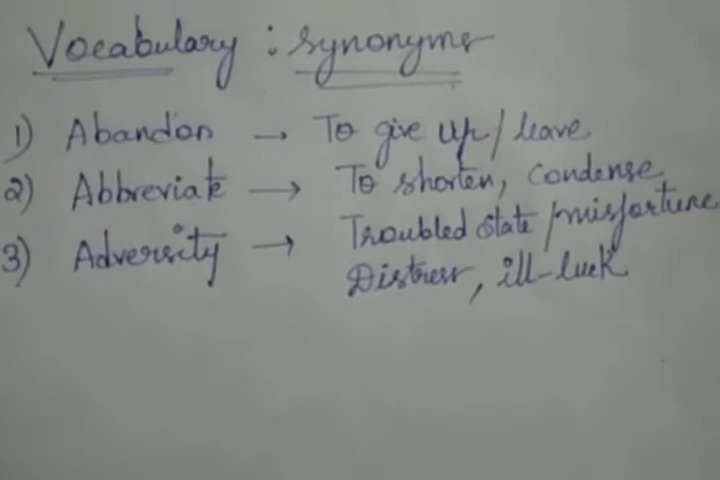 Vocabulary : synonyms
1) Abandon → To give up/leave
2) Abbreviate → To shorten, condense
3) Adversity → Troubled state/misfortune
Distress, ill-luck